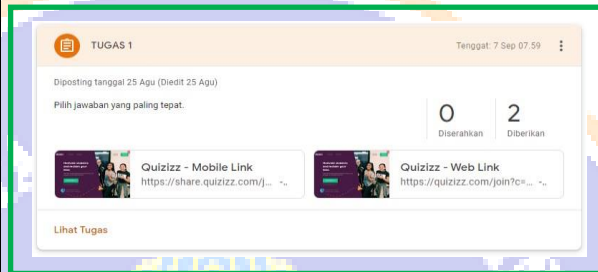 TUGAS 1
Tenggat: 7 Sep 07.59
Diposting tanggal 25 Agu (Diedit 25 Agu)
Pilih jawaban yang paling tepat.
0
Diserahkan
2
Diberikan
Quizizz - Mobile Link
https://share.quizizz.com/j... -..
Quizizz - Web Link
https://quizizz.com/join?c=... -..
Lihat Tugas